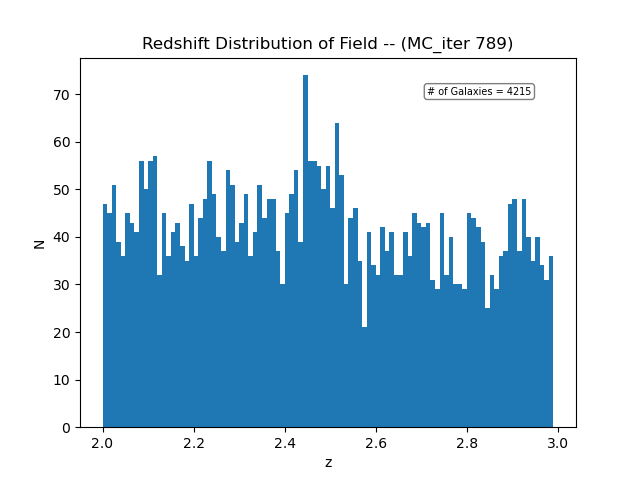 Redshift Distribution of Field -- (MC_iter 789)
# of Galaxies = 4215
70
60
50
40
30
20
10
0
N
2.0 2.2 2.4 2.6 2.8 3.0
z